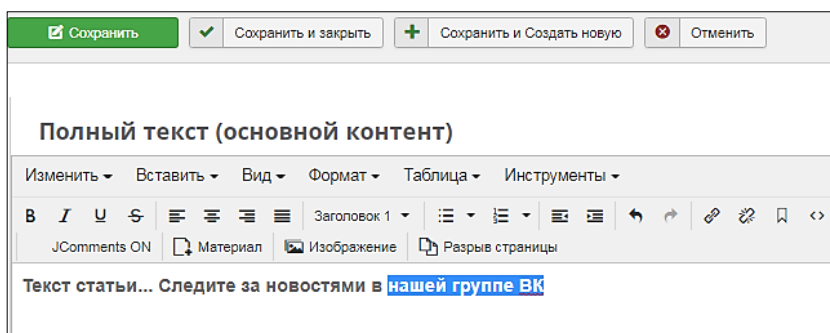 Сохранить Сохранить и закрыть Сохранить и Создать новую Отменить
Полный текст (основной контент)
Изменить Вставить Вид Формат Таблица Инструменты
B I U S Заголовок 1
JComments ON Материал Изображение Разрыв страницы
Текст статьи... Следите за новостями в нашей группе ВК